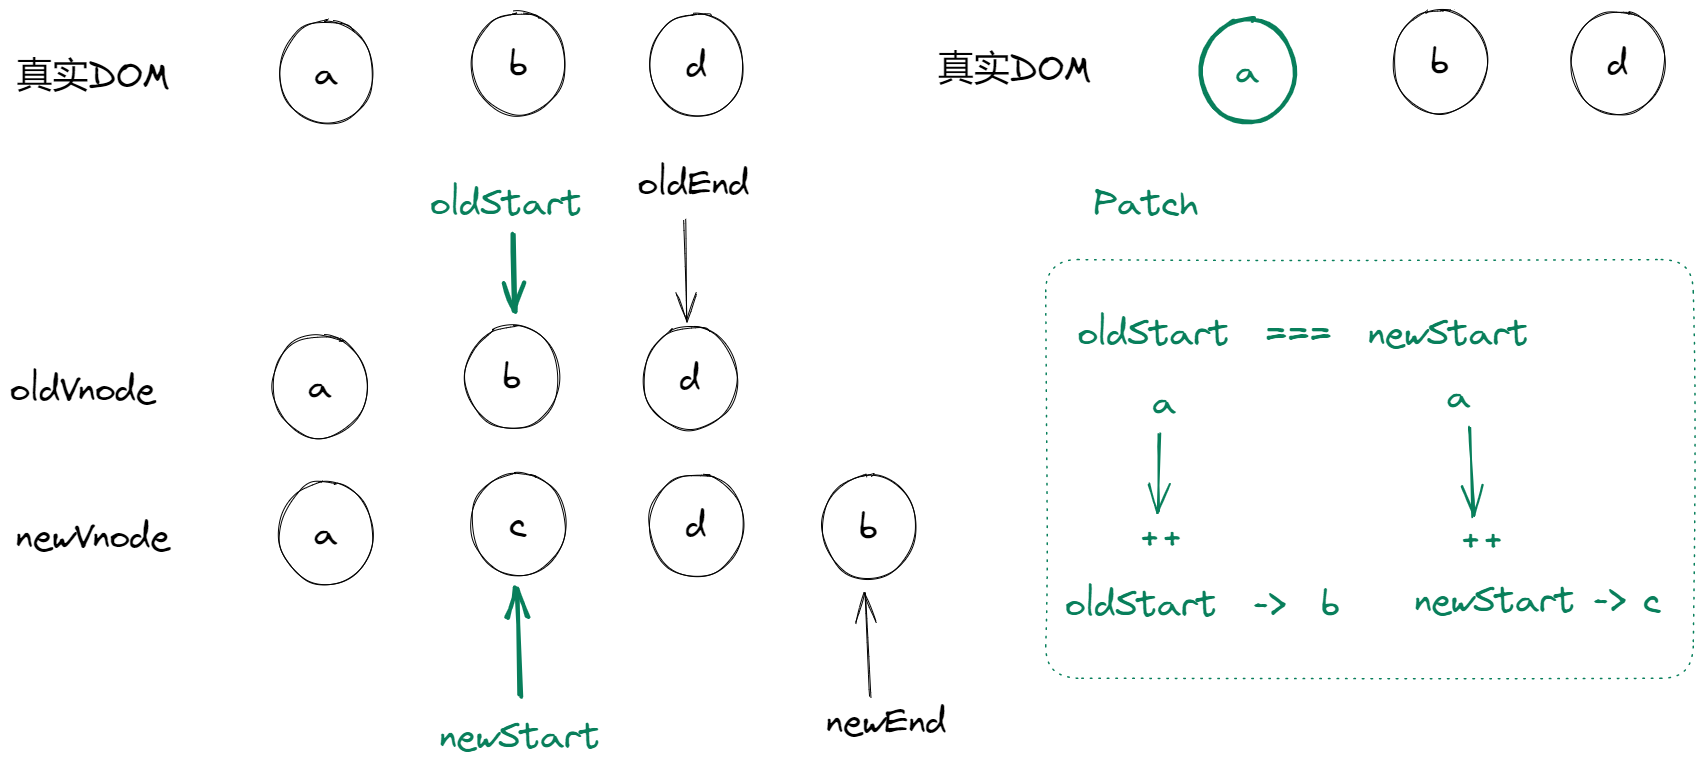 真实DOM a b d
oldStart oldEnd
oldVnode a b d
newVnode a c d b
newStart newEnd
真实DOM a b d
Patch
oldStart === newStart
a a
++ ++
oldStart -> b newStart -> c